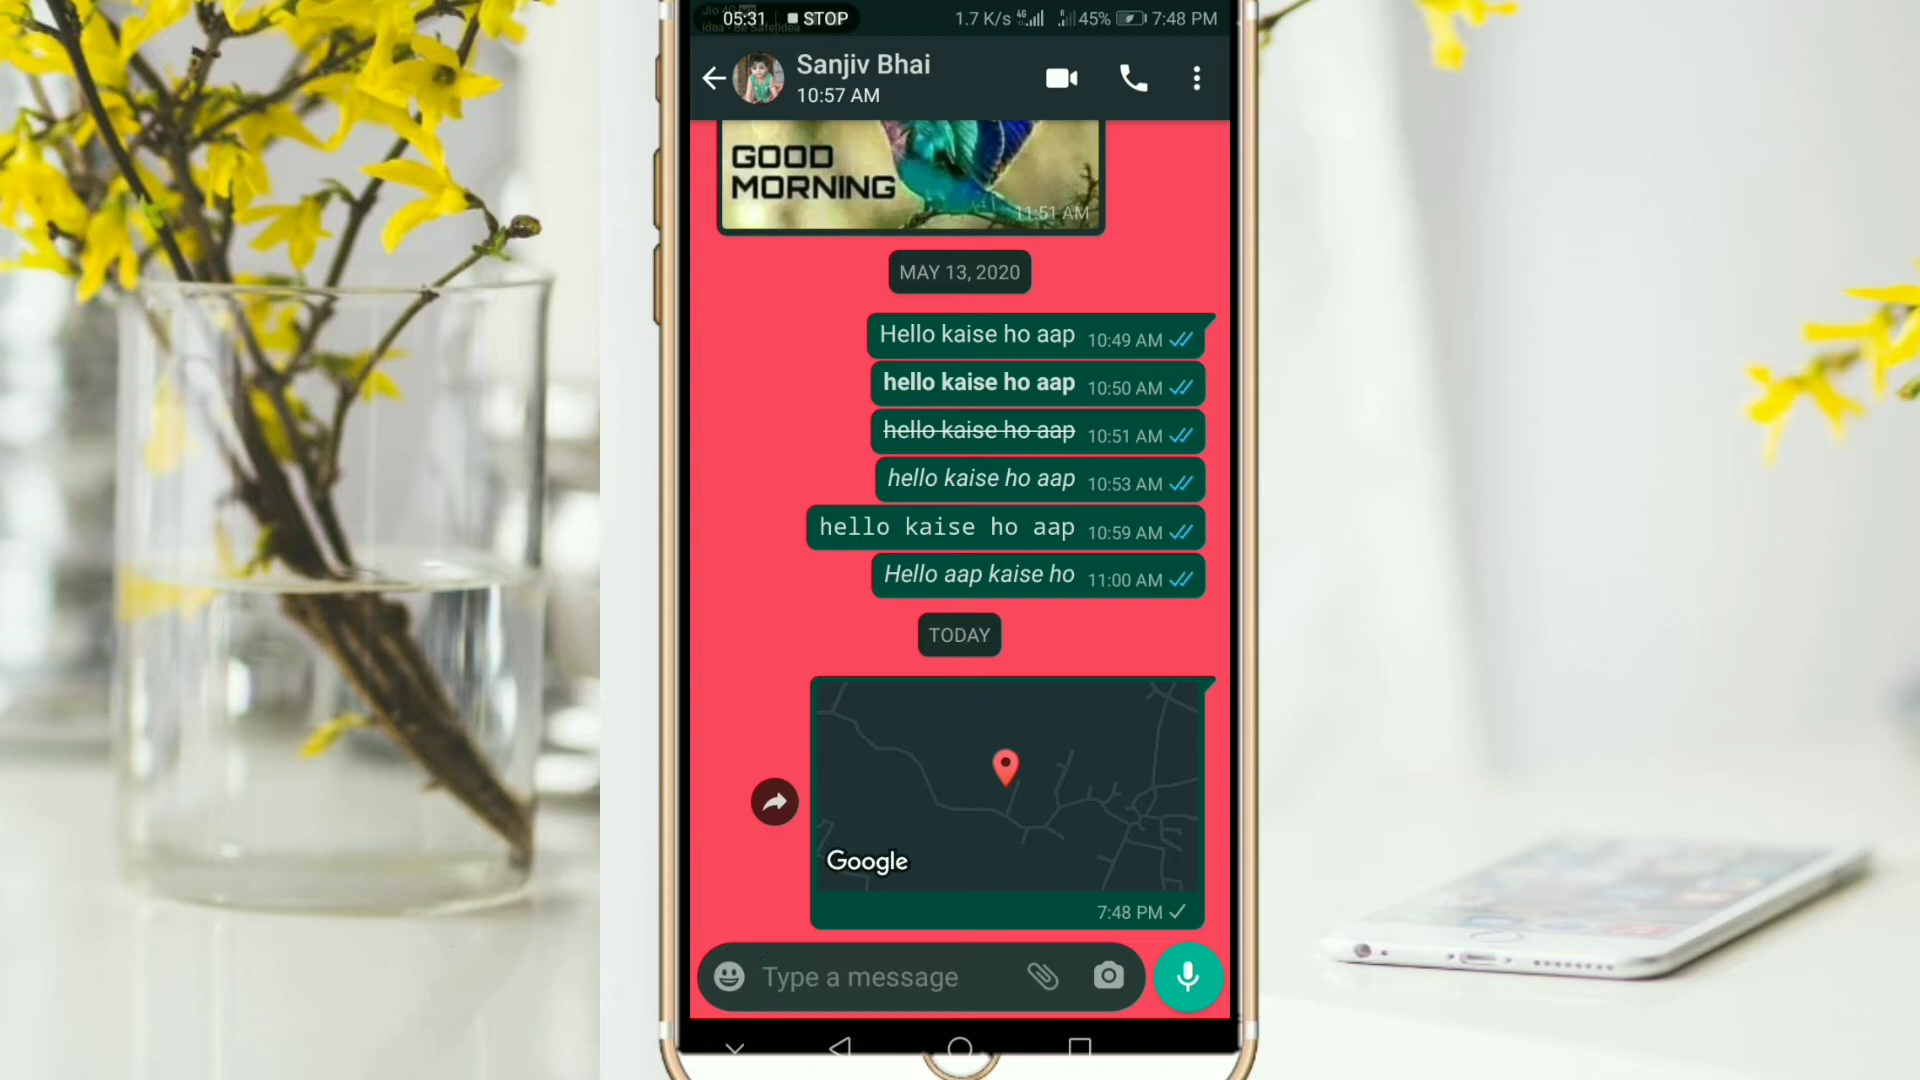 05:31 STOP 1.7 K/s 4G R 45% 7:48 PM
Sanjiv Bhai
10:57 AM
GOOD
MORNING
11:51 AM
MAY 13, 2020
Hello kaise ho aap 10:49 AM
hello kaise ho aap 10:50 AM
hello kaise ho aap 10:51 AM
hello kaise ho aap 10:53 AM
hello kaise ho aap 10:59 AM
Hello aap kaise ho 11:00 AM
TODAY
Google
7:48 PM
Type a message